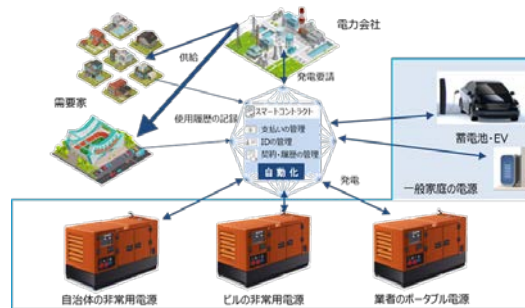 電力会社
供給
発電要請
需要家
使用履歴の記録
スマートコントラクト
支払いの管理
IDの管理
契約・履歴の管理
自動化
蓄電池・EV
一般家庭の電源
発電
自治体の非常用電源
ビルの非常用電源
業者のポータブル電源